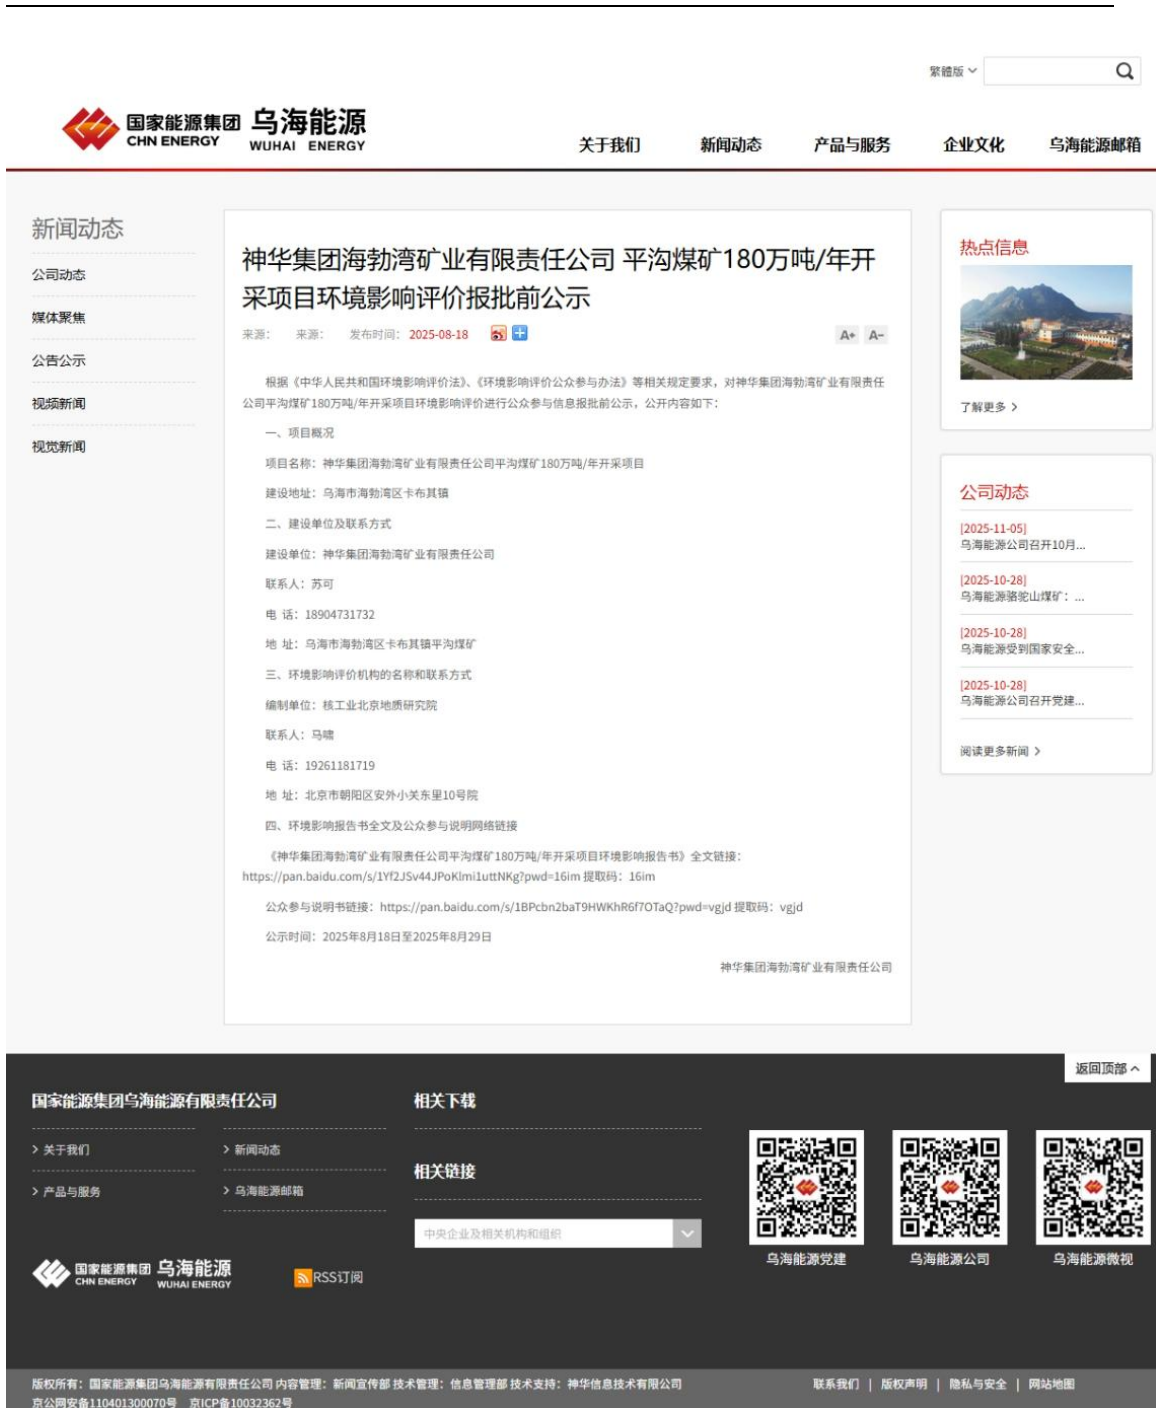 繁體版
国家能源集团 乌海能源
CHN ENERGY WUHAI ENERGY
关于我们 新闻动态 产品与服务 企业文化 乌海能源邮箱
新闻动态
公司动态
媒体聚焦
公告公示
视频新闻
视觉新闻
神华集团海勃湾矿业有限责任公司 平沟煤矿180万吨/年开
采项目环境影响评价报批前公示
来源： 来源： 发布时间：2025-08-18
A+ A-
根据《中华人民共和国环境影响评价法》、《环境影响评价公众参与办法》等相关规定要求，对神华集团海勃湾矿业有限责任
公司平沟煤矿180万吨/年开采项目环境影响评价进行公众参与信息报批前公示，公开内容如下：
一、项目概况
项目名称：神华集团海勃湾矿业有限责任公司平沟煤矿180万吨/年开采项目
建设地址：乌海市海勃湾区卡布其镇
二、建设单位及联系方式
建设单位：神华集团海勃湾矿业有限责任公司
联系人：苏可
电 话：18904731732
地 址：乌海市海勃湾区卡布其镇平沟煤矿
三、环境影响评价机构的名称和联系方式
编制单位：核工业北京地质研究院
联系人：马啸
电 话：19261181719
地 址：北京市朝阳区安外小关东里10号院
四、环境影响报告书全文及公众参与说明网络链接
《神华集团海勃湾矿业有限责任公司平沟煤矿180万吨/年开采项目环境影响报告书》全文链接：
https://pan.baidu.com/s/1Yf2JSv44JPoKlmi1uttNKg?pwd=16im 提取码：16im
公众参与说明书链接：https://pan.baidu.com/s/1BPcbn2baT9HWKhR6f7OTaQ?pwd=vgjd 提取码：vgjd
公示时间：2025年8月18日至2025年8月29日
神华集团海勃湾矿业有限责任公司
热点信息
了解更多
公司动态
[2025-11-05]
乌海能源公司召开10月...
[2025-10-28]
乌海能源骆驼山煤矿：...
[2025-10-28]
乌海能源受到国家安全...
[2025-10-28]
乌海能源公司召开党建...
阅读更多新闻
返回顶部
国家能源集团乌海能源有限责任公司
关于我们 新闻动态
产品与服务 乌海能源邮箱
相关下载
相关链接
中央企业及相关机构和组织
乌海能源党建 乌海能源公司 乌海能源微视
国家能源集团 乌海能源
CHN ENERGY WUHAI ENERGY
RSS订阅
版权所有：国家能源集团乌海能源有限责任公司 内容管理：新闻宣传部 技术管理：信息管理部 技术支持：神华信息技术有限公司
联系我们 | 版权声明 | 隐私与安全 | 网站地图
京公网安备110401300070号 京ICP备10032362号